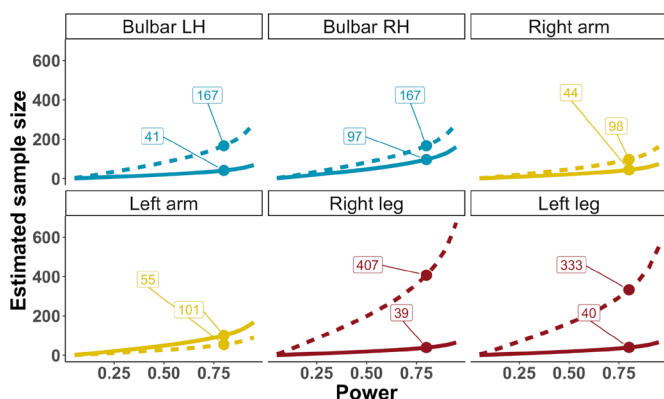 Bulbar LH
Bulbar RH
Right arm
Estimated sample size
600
400
200
0
167
41
167
97
44
98
Left arm
Right leg
Left leg
600
400
200
0
55
101
407
39
333
40
0.25 0.50 0.75
0.25 0.50 0.75
0.25 0.50 0.75
Power